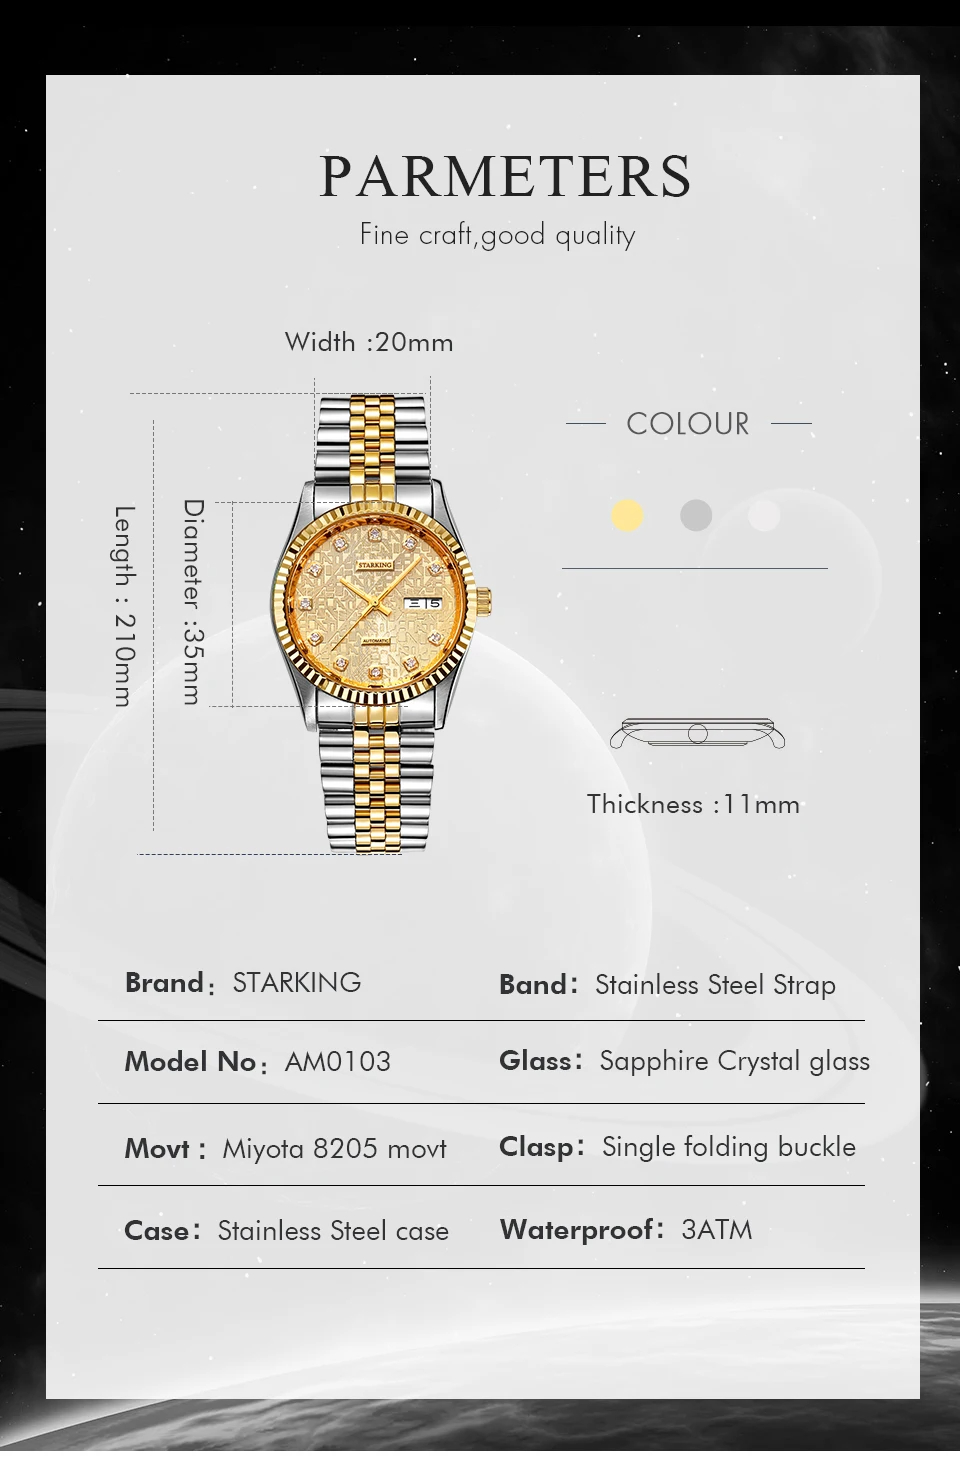 PARMETERS
Fine craft,good quality
Width :20mm
COLOUR
Length : 210mm
Diameter :35mm
STARKING
三 15
AUTOMATIC
Thickness :11mm
Brand: STARKING
Band: Stainless Steel Strap
Model No: AM0103
Glass: Sapphire Crystal glass
Movt : Miyota 8205 movt
Clasp: Single folding buckle
Case: Stainless Steel case
Waterproof: 3ATM